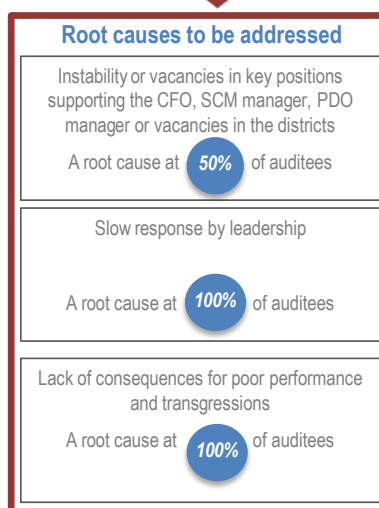 Root causes to be addressed
Instability or vacancies in key positions
supporting the CFO, SCM manager, PDO
manager or vacancies in the districts
A root cause at 50% of auditees
Slow response by leadership
A root cause at 100% of auditees
Lack of consequences for poor performance
and transgressions
A root cause at 100% of auditees